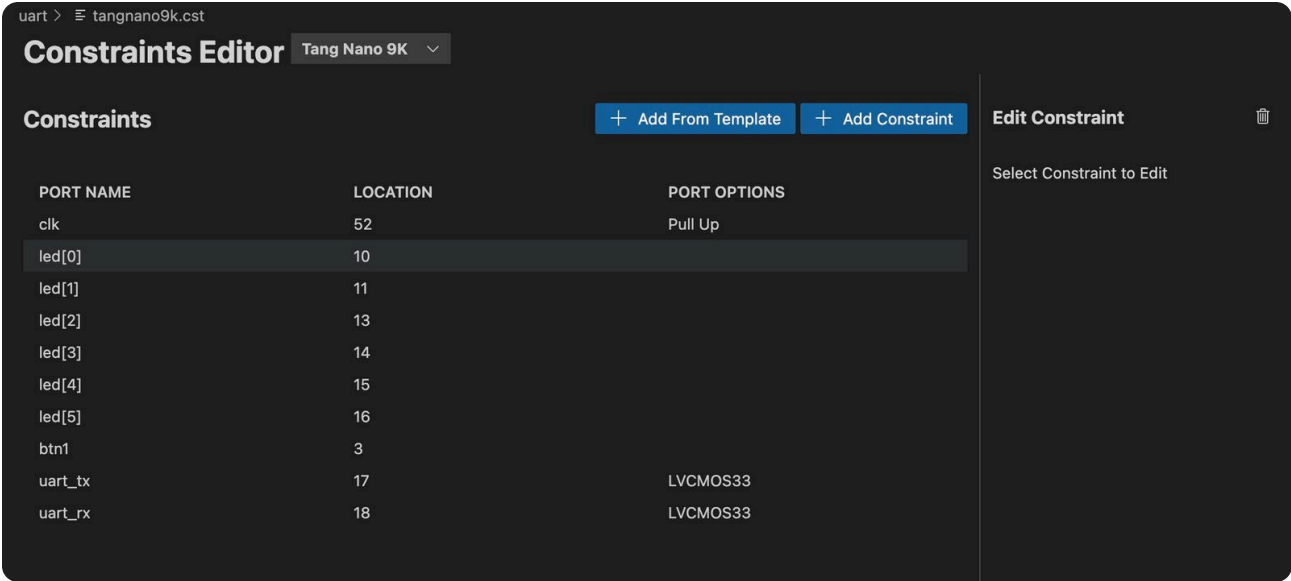 uart > tangnano9k.cst
Constraints Editor Tang Nano 9K
Constraints + Add From Template + Add Constraint
PORT NAME LOCATION PORT OPTIONS
clk 52 Pull Up
led[0] 10
led[1] 11
led[2] 13
led[3] 14
led[4] 15
led[5] 16
btn1 3
uart_tx 17 LVCMOS33
uart_rx 18 LVCMOS33
Edit Constraint
Select Constraint to Edit